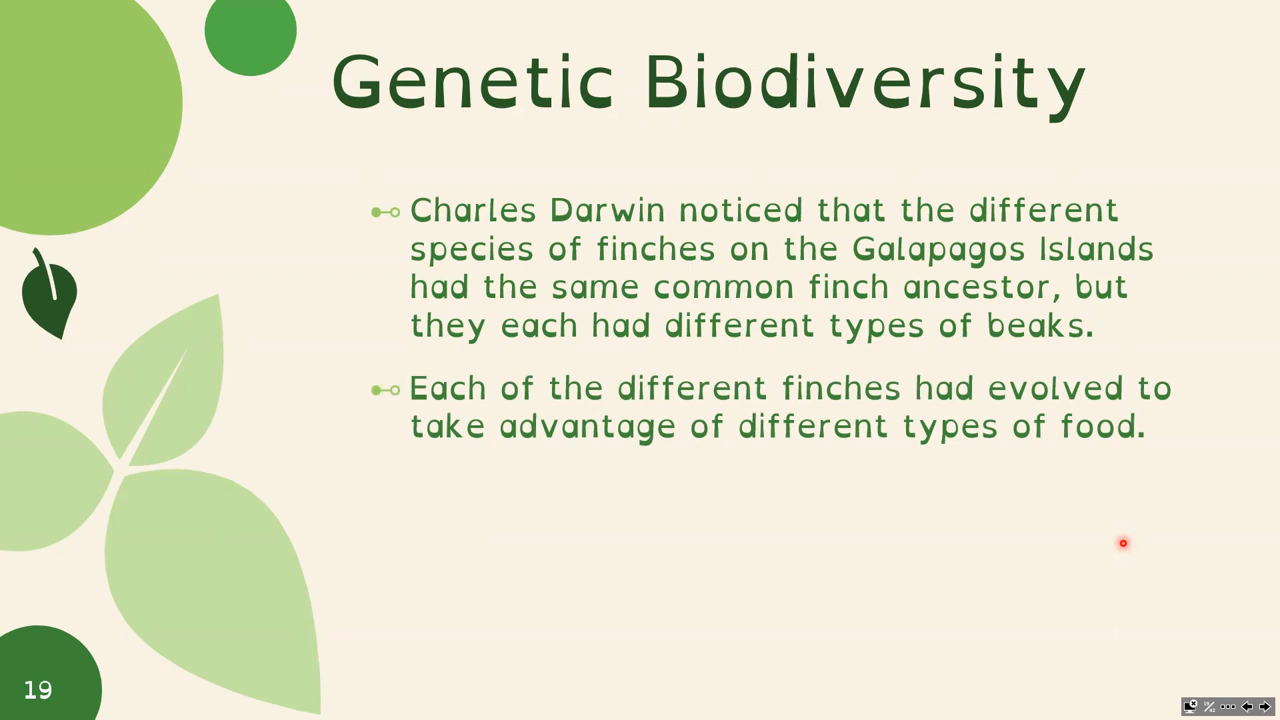 Genetic Biodiversity
Charles Darwin noticed that the different
species of finches on the Galapagos Islands
had the same common finch ancestor, but
they each had different types of beaks.
Each of the different finches had evolved to
take advantage of different types of food.
19